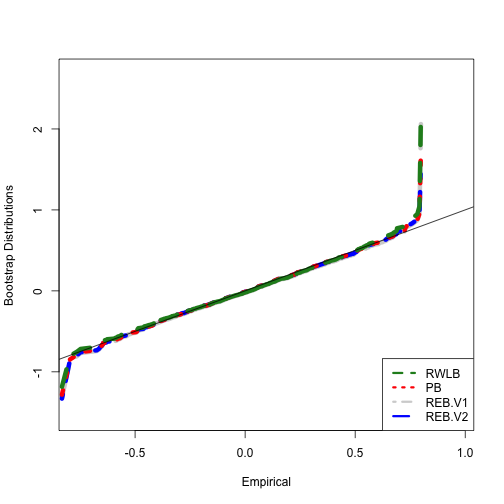 2
1
0
-1
Bootstrap Distributions
RWLB
PB
REB.V1
REB.V2
-0.5 0.0 0.5 1.0
Empirical